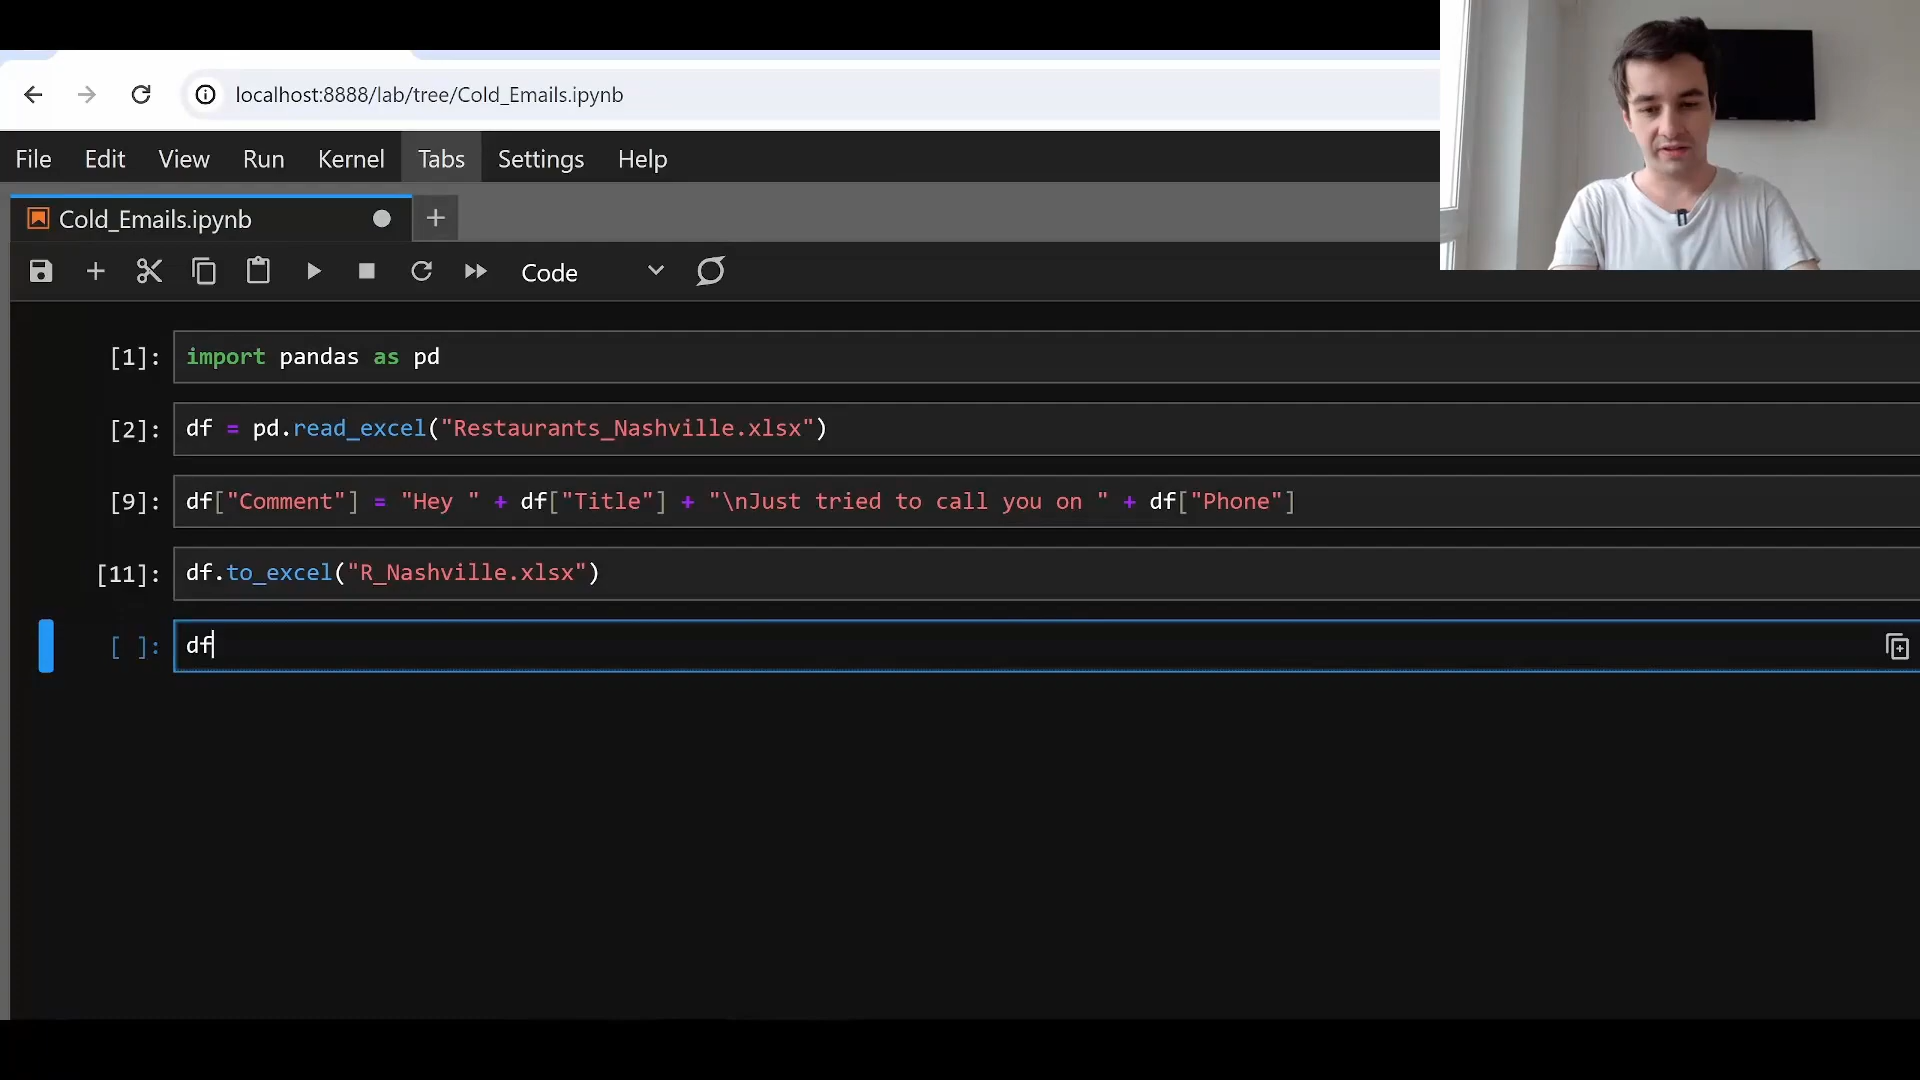 localhost:8888/lab/tree/Cold_Emails.ipynb
File Edit View Run Kernel Tabs Settings Help
Cold_Emails.ipynb
Code
[1]: import pandas as pd
[2]: df = pd.read_excel("Restaurants_Nashville.xlsx")
[9]: df["Comment"] = "Hey " + df["Title"] + "\nJust tried to call you on " + df["Phone"]
[11]: df.to_excel("R_Nashville.xlsx")
[ ]: df